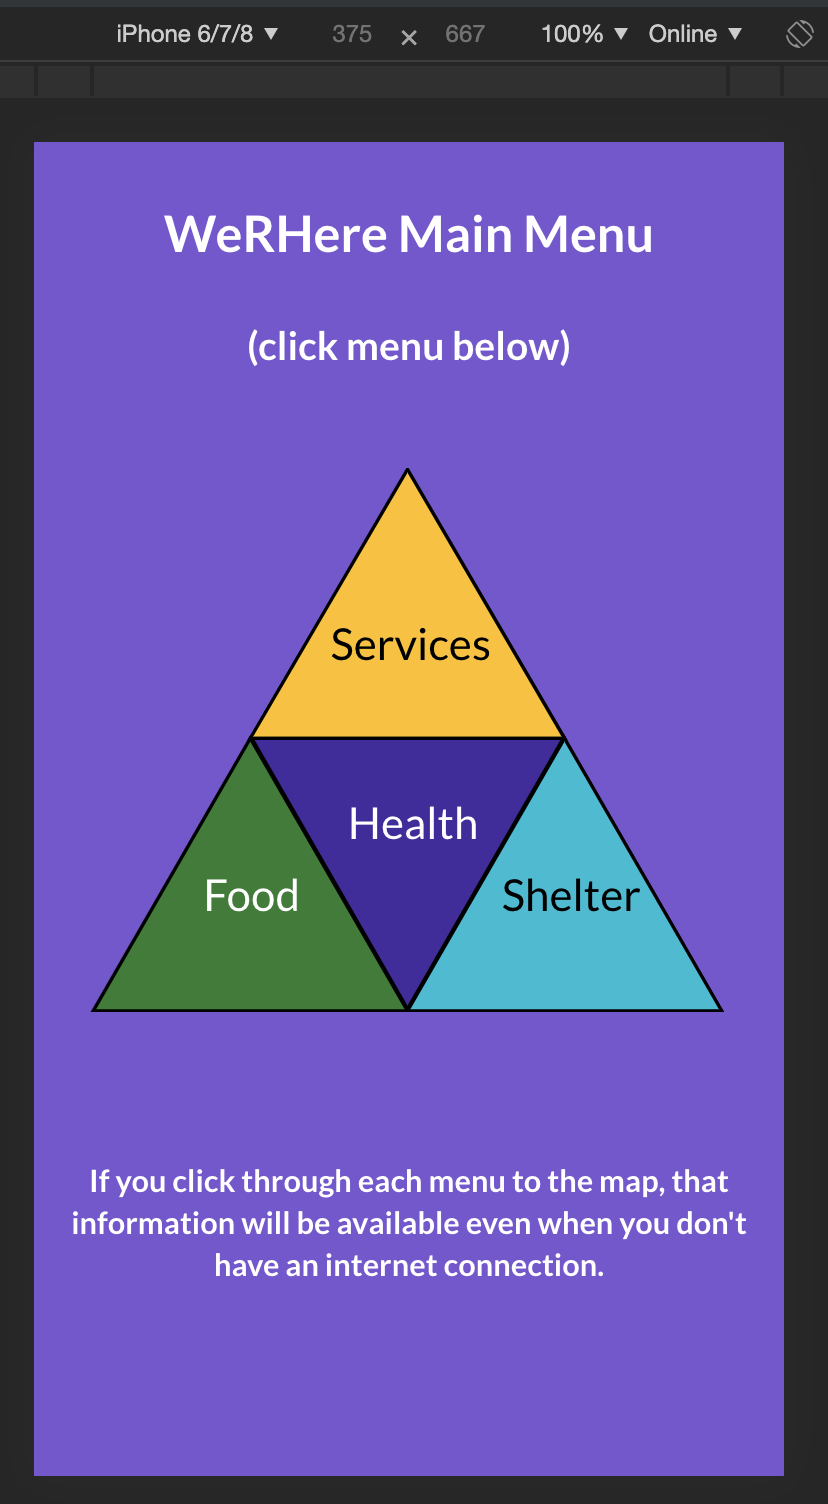 iPhone 6/7/8 ▼ 375 × 667 100% ▼ Online ▼
WeRHere Main Menu
(click menu below)
Services
Health
Food Shelter
If you click through each menu to the map, that
information will be available even when you don't
have an internet connection.